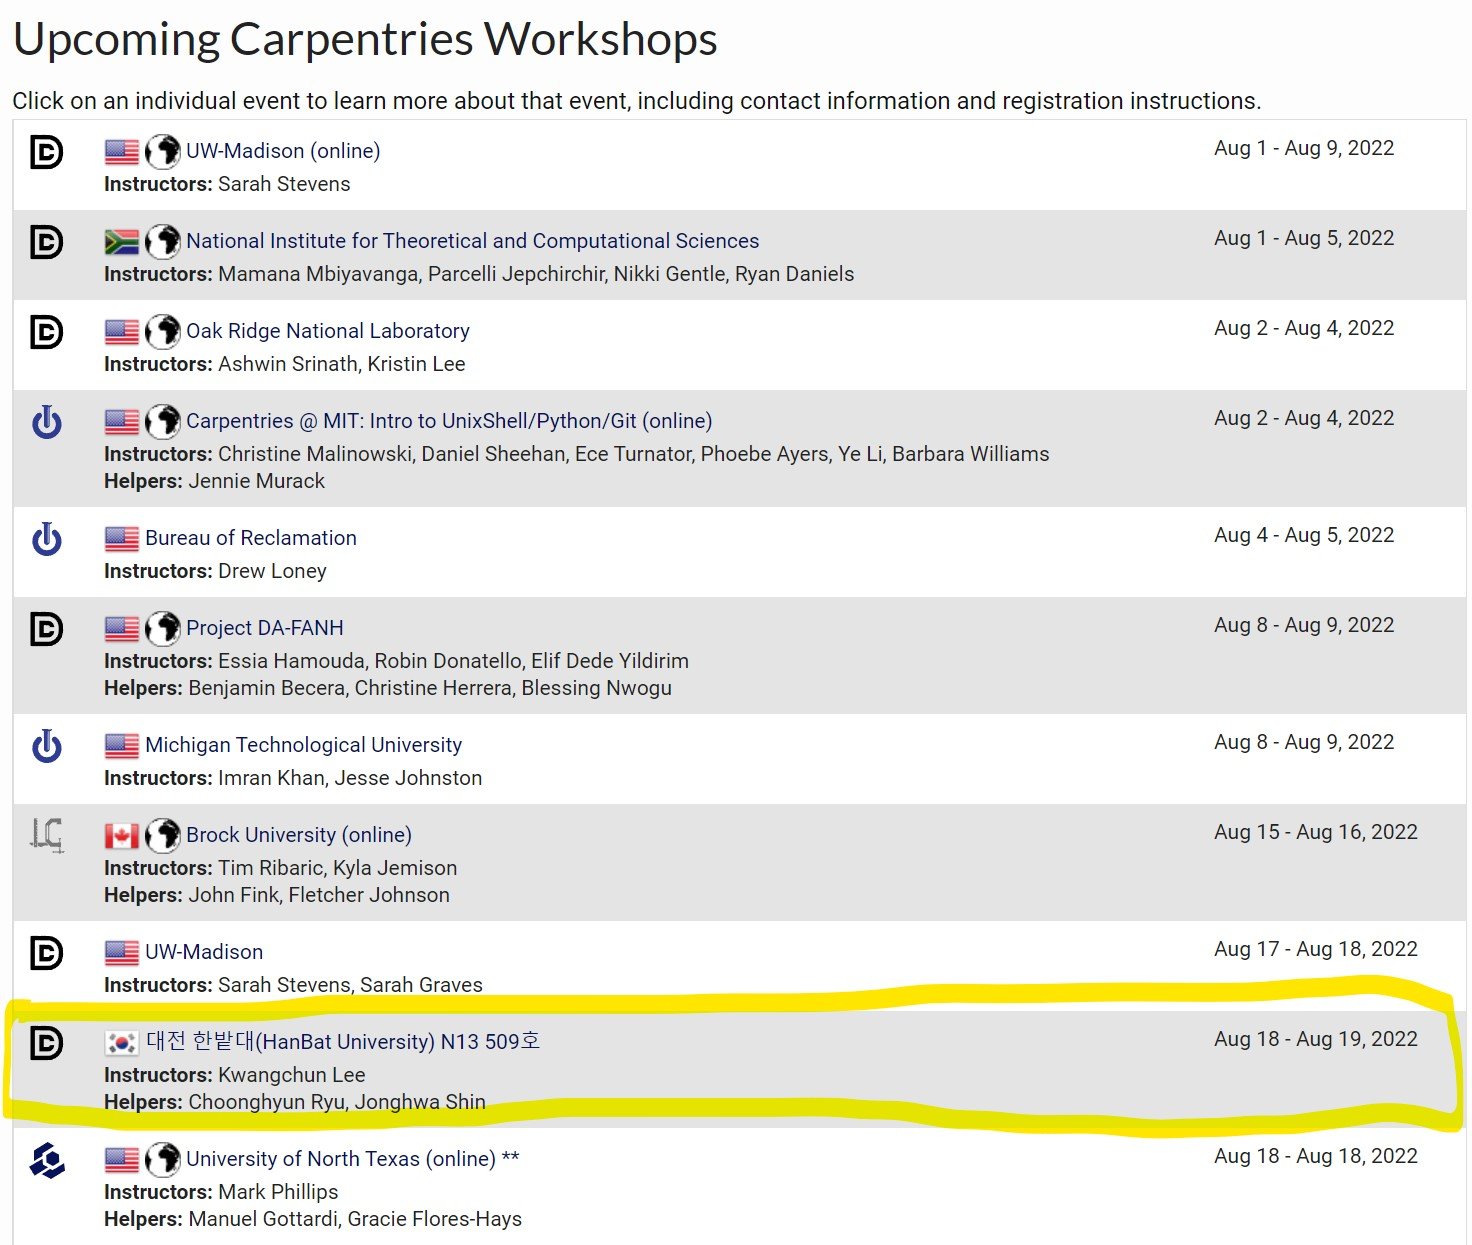 Upcoming Carpentries Workshops
Click on an individual event to learn more about that event, including contact information and registration instructions.
UW-Madison (online) Aug 1 - Aug 9, 2022
Instructors: Sarah Stevens
National Institute for Theoretical and Computational Sciences Aug 1 - Aug 5, 2022
Instructors: Mamana Mbiyavanga, Parcelli Jepchirchir, Nikki Gentle, Ryan Daniels
Oak Ridge National Laboratory Aug 2 - Aug 4, 2022
Instructors: Ashwin Srinath, Kristin Lee
Carpentries @ MIT: Intro to UnixShell/Python/Git (online) Aug 2 - Aug 4, 2022
Instructors: Christine Malinowski, Daniel Sheehan, Ece Turnator, Phoebe Ayers, Ye Li, Barbara Williams
Helpers: Jennie Murack
Bureau of Reclamation Aug 4 - Aug 5, 2022
Instructors: Drew Loney
Project DA-FANH Aug 8 - Aug 9, 2022
Instructors: Essia Hamouda, Robin Donatello, Elif Dede Yildirim
Helpers: Benjamin Becera, Christine Herrera, Blessing Nwogu
Michigan Technological University Aug 8 - Aug 9, 2022
Instructors: Imran Khan, Jesse Johnston
LC Brock University (online) Aug 15 - Aug 16, 2022
Instructors: Tim Ribaric, Kyla Jemison
Helpers: John Fink, Fletcher Johnson
UW-Madison Aug 17 - Aug 18, 2022
Instructors: Sarah Stevens, Sarah Graves
대전 한밭대(HanBat University) N13 509호 Aug 18 - Aug 19, 2022
Instructors: Kwangchun Lee
Helpers: Choonghyun Ryu, Jonghwa Shin
University of North Texas (online) ** Aug 18 - Aug 18, 2022
Instructors: Mark Phillips
Helpers: Manuel Gottardi, Gracie Flores-Hays